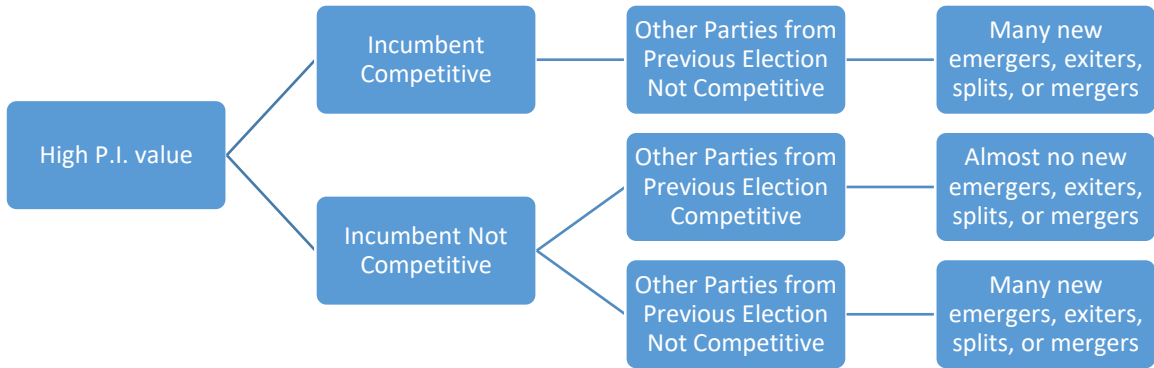 High P.I. value
Incumbent
Competitive
Other Parties from
Previous Election
Not Competitive
Many new
emergers, exiters,
splits, or mergers
Incumbent Not
Competitive
Other Parties from
Previous Election
Competitive
Almost no new
emergers, exiters,
splits, or mergers
Other Parties from
Previous Election
Not Competitive
Many new
emergers, exiters,
splits, or mergers